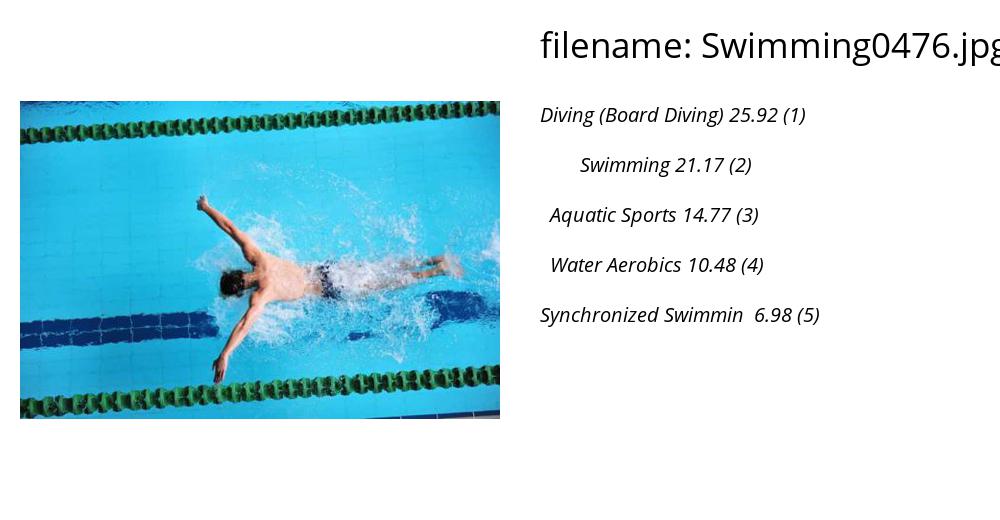 filename: Swimming0476.jpg
Diving (Board Diving) 25.92 (1)
Swimming 21.17 (2)
Aquatic Sports 14.77 (3)
Water Aerobics 10.48 (4)
Synchronized Swimmin 6.98 (5)